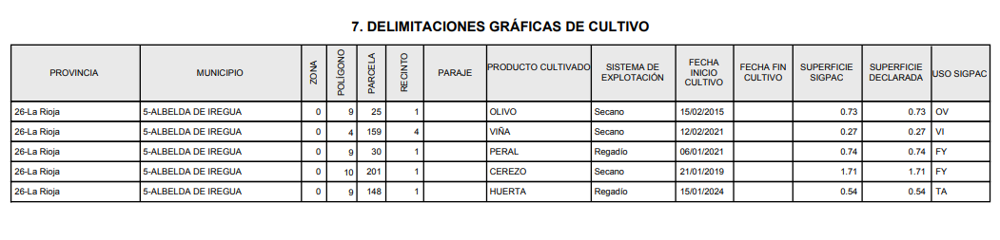 7. DELIMITACIONES GRÁFICAS DE CULTIVO
PROVINCIA MUNICIPIO ZONA POLÍGONO PARCELA RECINTO PARAJE PRODUCTO CULTIVADO SISTEMA DE EXPLOTACIÓN FECHA INICIO CULTIVO FECHA FIN CULTIVO SUPERFICIE SIGPAC SUPERFICIE DECLARADA USO SIGPAC
26-La Rioja 5-ALBELDA DE IREGUA 0 9 25 1 OLIVO Secano 15/02/2015 0.73 0.73 OV
26-La Rioja 5-ALBELDA DE IREGUA 0 4 159 4 VIÑA Secano 12/02/2021 0.27 0.27 VI
26-La Rioja 5-ALBELDA DE IREGUA 0 9 30 1 PERAL Regadío 06/01/2021 0.74 0.74 FY
26-La Rioja 5-ALBELDA DE IREGUA 0 10 201 1 CEREZO Secano 21/01/2019 1.71 1.71 FY
26-La Rioja 5-ALBELDA DE IREGUA 0 9 148 1 HUERTA Regadío 15/01/2024 0.54 0.54 TA